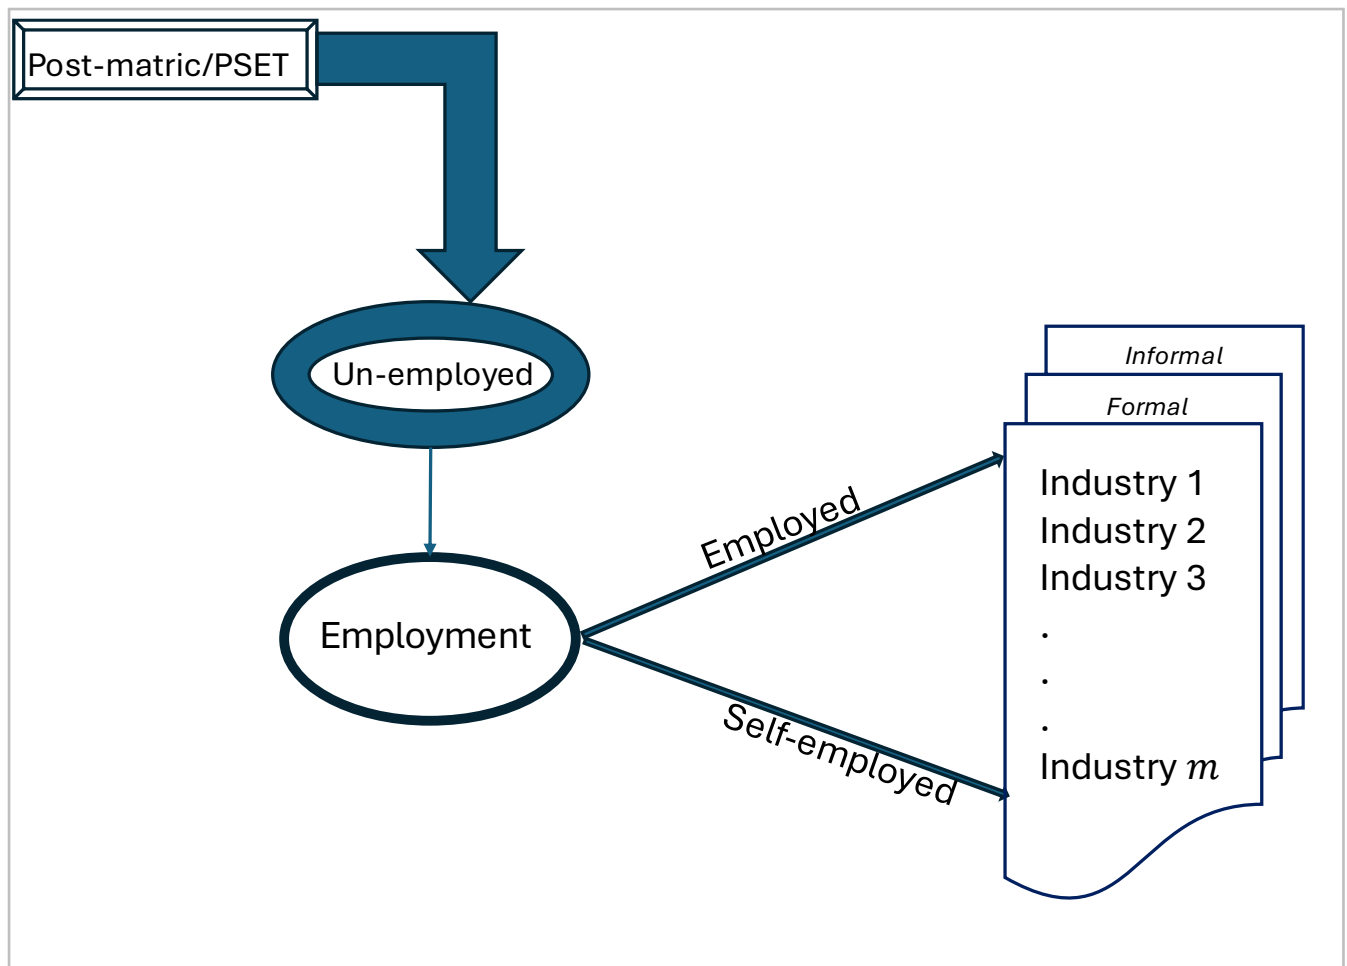 Post-matric/PSET
Un-employed
Employment
Employed
Self-employed
Informal
Formal
Industry 1
Industry 2
Industry 3
.
.
.
Industry m